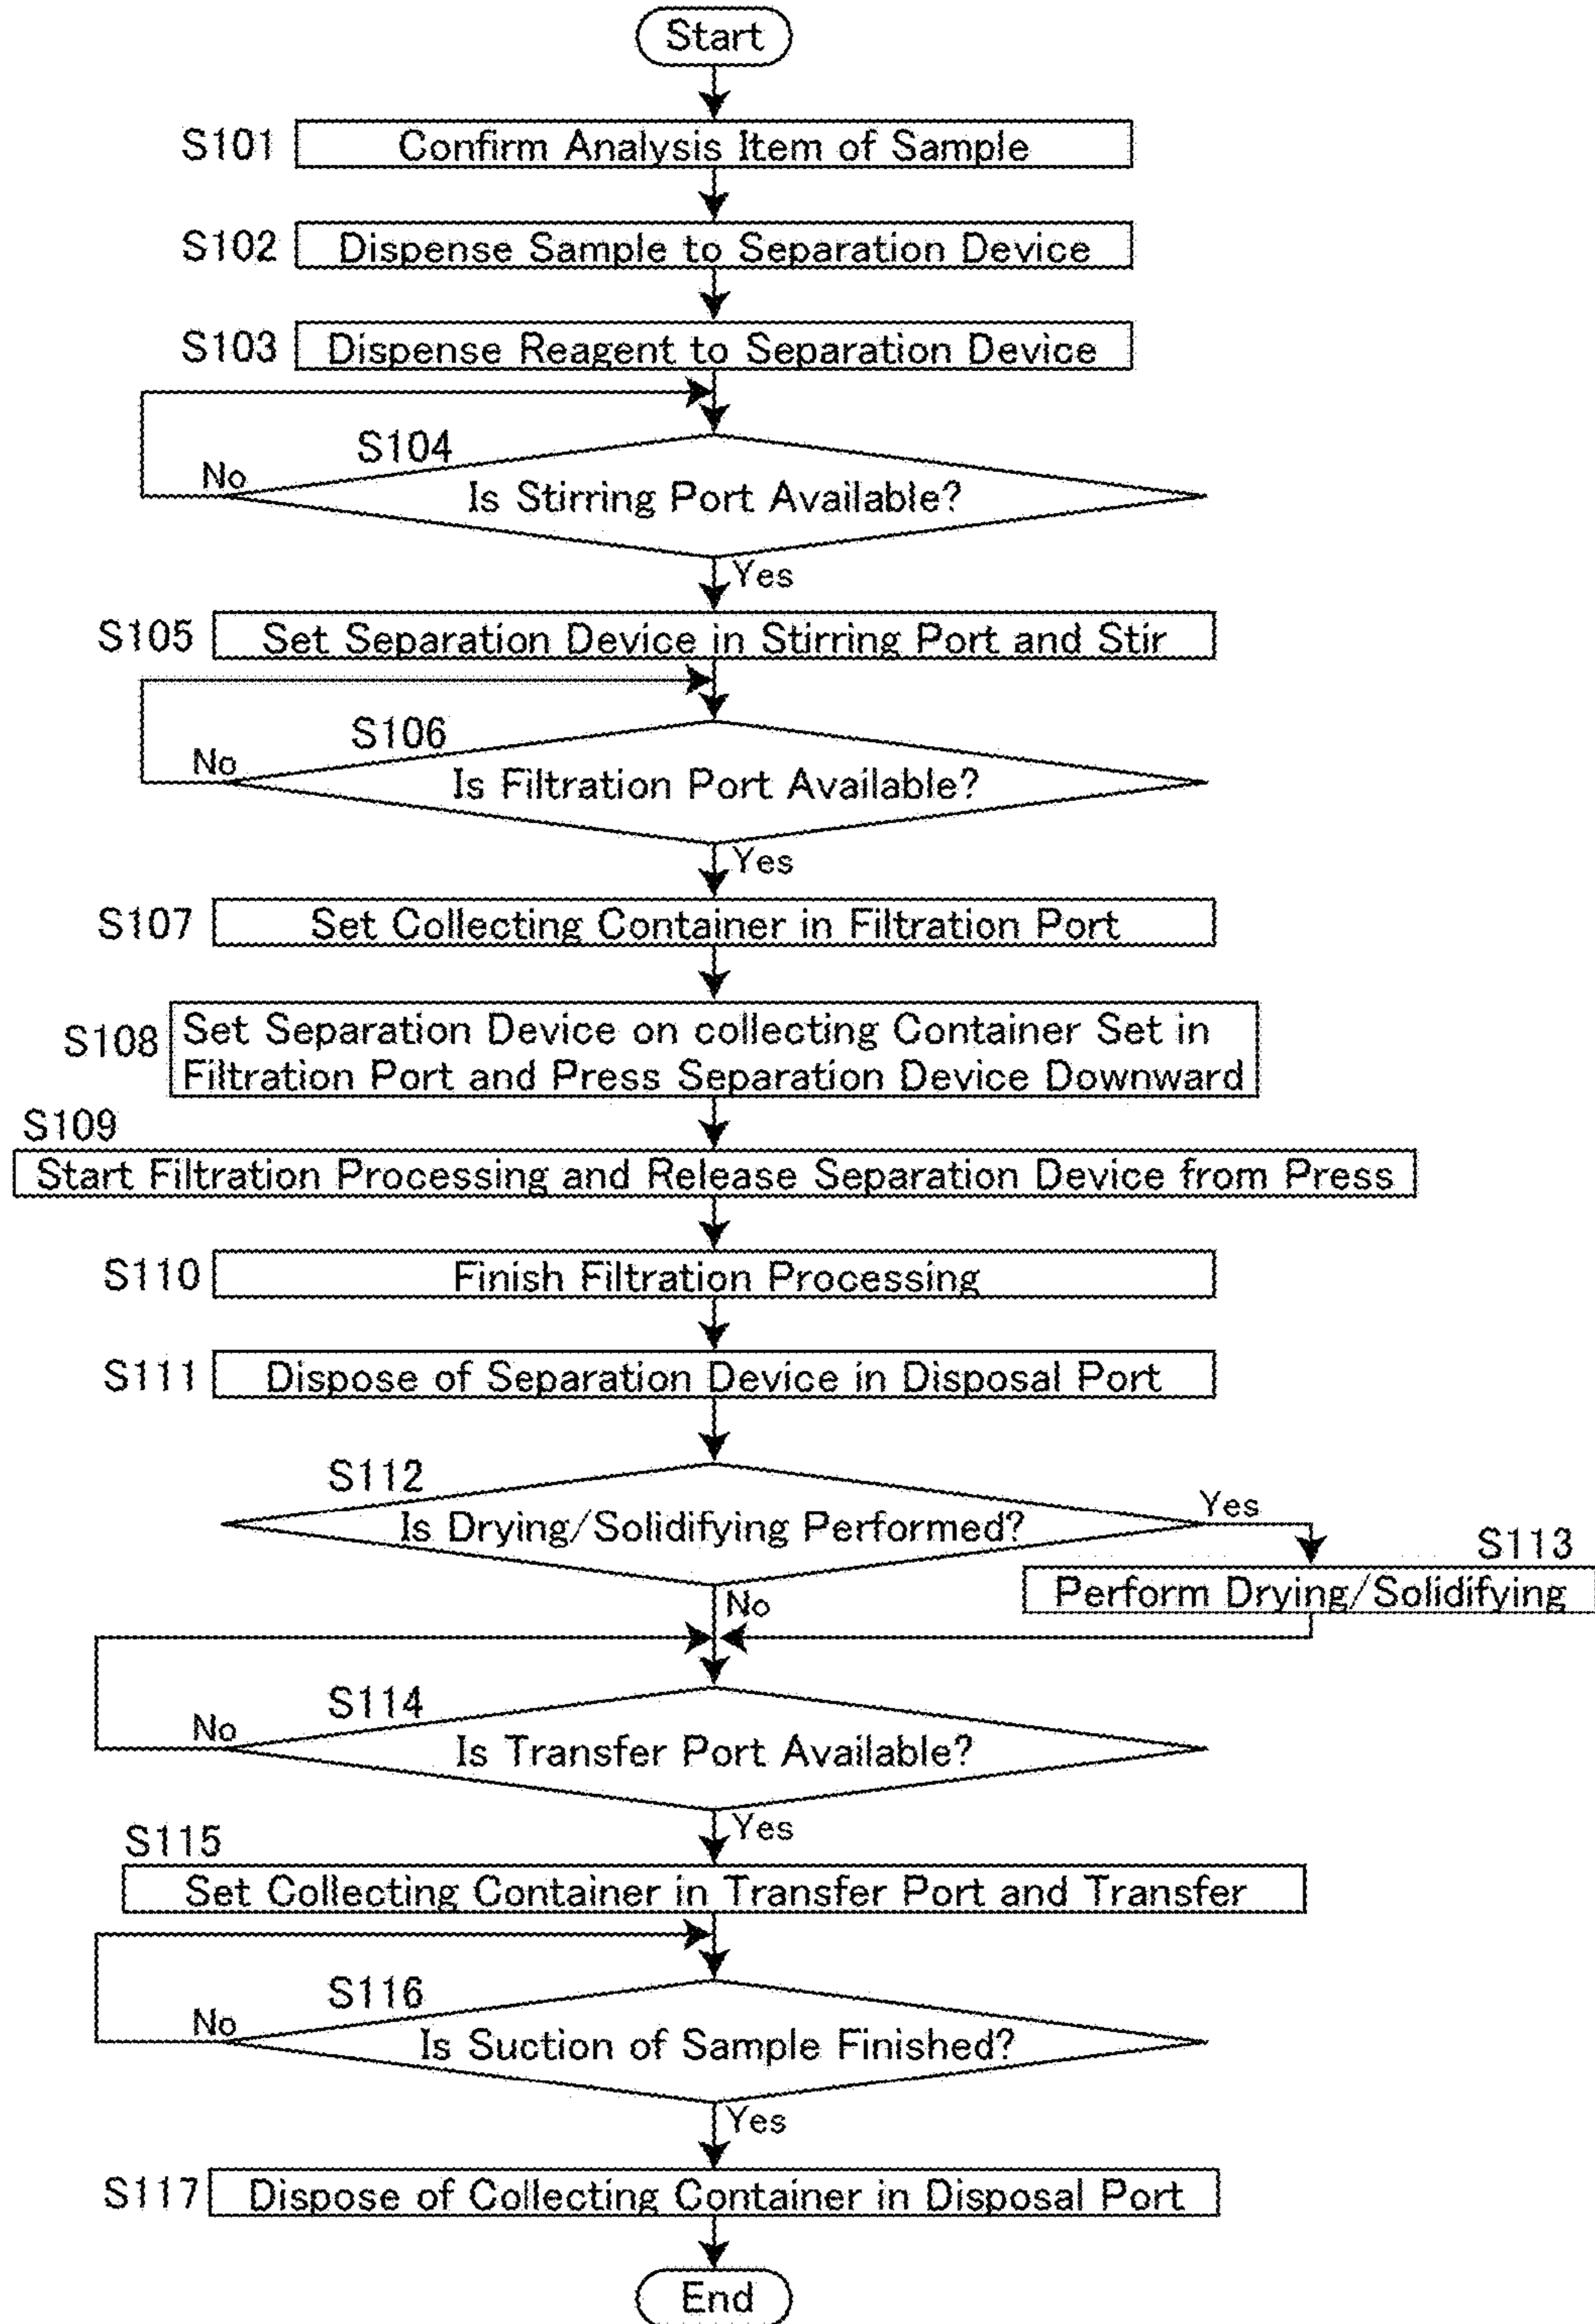 Start
S101
Confirm Analysis Item of Sample
S102
Dispense Sample to Separation Device
S103
Dispense Reagent to Separation Device
S104
No
Is Stirring Port Available?
Yes
S105
Set Separation Device in Stirring Port and Stir
S106
No
Is Filtration Port Available?
Yes
S107
Set Collecting Container in Filtration Port
S108
Set Separation Device on collecting Container Set in
Filtration Port and Press Separation Device Downward
S109
Start Filtration Processing and Release Separation Device from Press
S110
Finish Filtration Processing
S111
Dispose of Separation Device in Disposal Port
S112
Is Drying/Solidifying Performed?
Yes
S113
Perform Drying/Solidifying
No
S114
No
Is Transfer Port Available?
Yes
S115
Set Collecting Container in Transfer Port and Transfer
S116
No
Is Suction of Sample Finished?
Yes
S117
Dispose of Collecting Container in Disposal Port
End